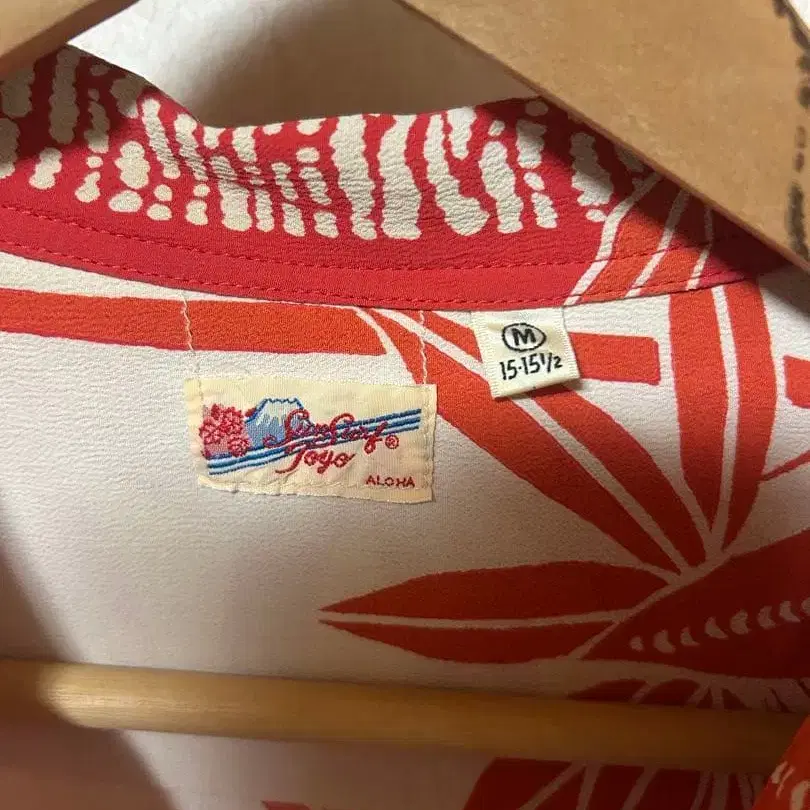 M
15·15½
Sun Surf®
Toyo
ALOHA